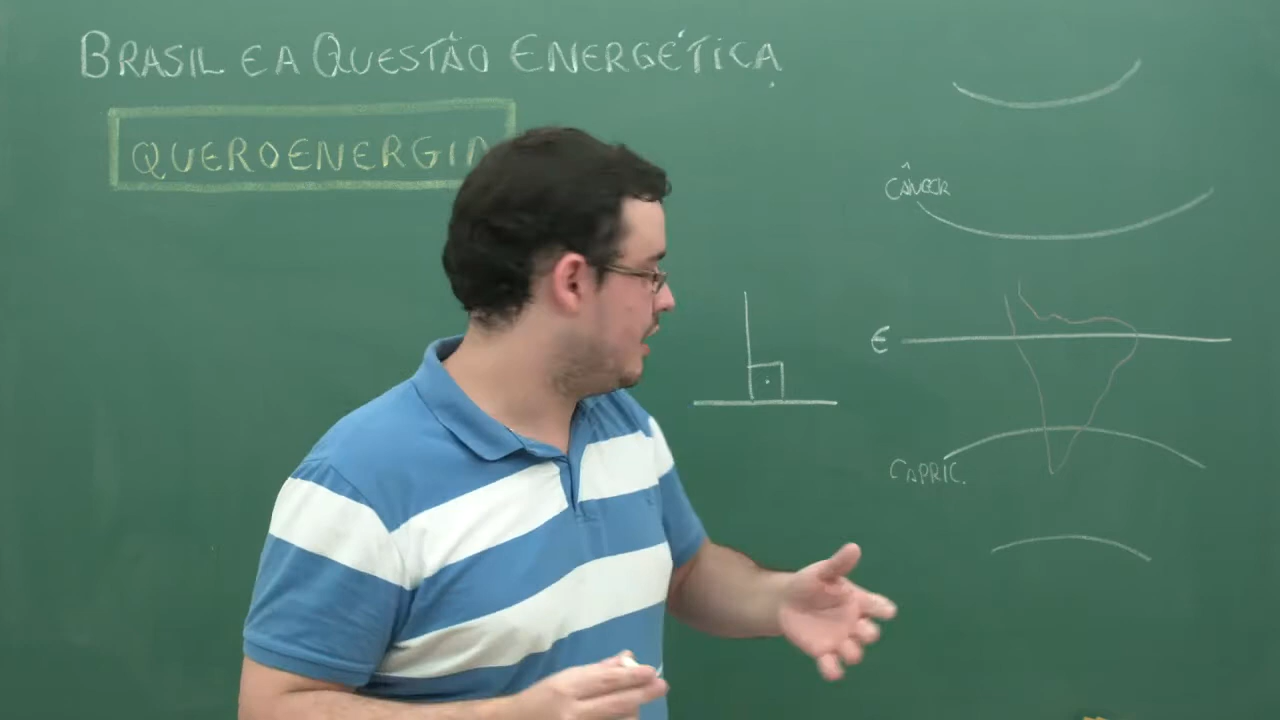 BRASIL E A QUESTÃO ENERGÉTICA
QUEROENERGIA
CÂNCER
E
CAPRIC.